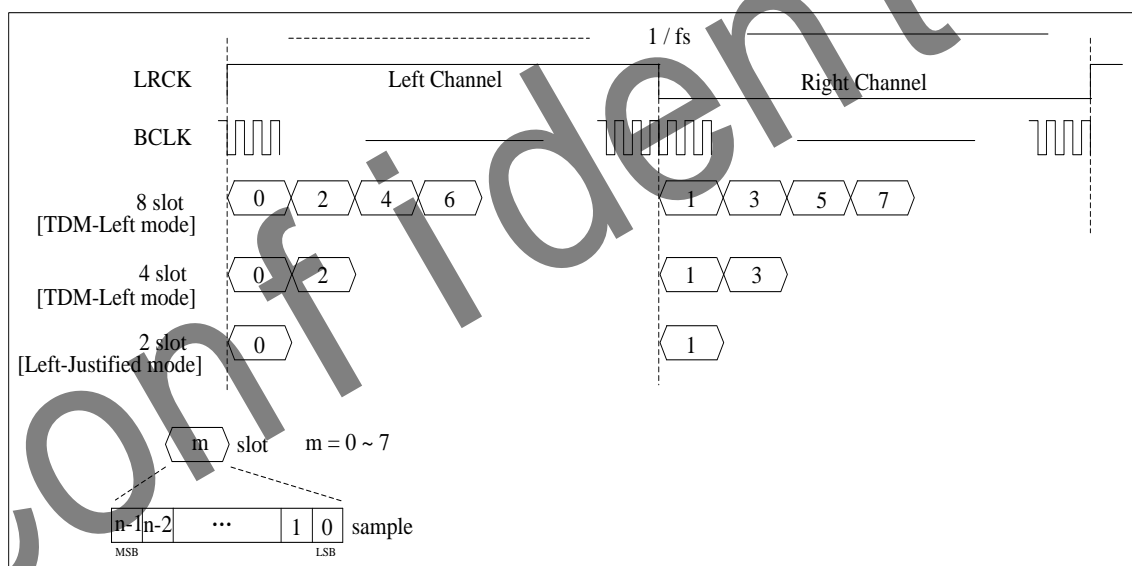 1 / fs
LRCK Left Channel Right Channel
BCLK
8 slot 0 2 4 6 1 3 5 7
[TDM-Left mode]
4 slot 0 2 1 3
[TDM-Left mode]
2 slot 0 1
[Left-Justified mode]
m slot m = 0 ~ 7
n-1 n-2 ... 1 0 sample
MSB LSB
Confident